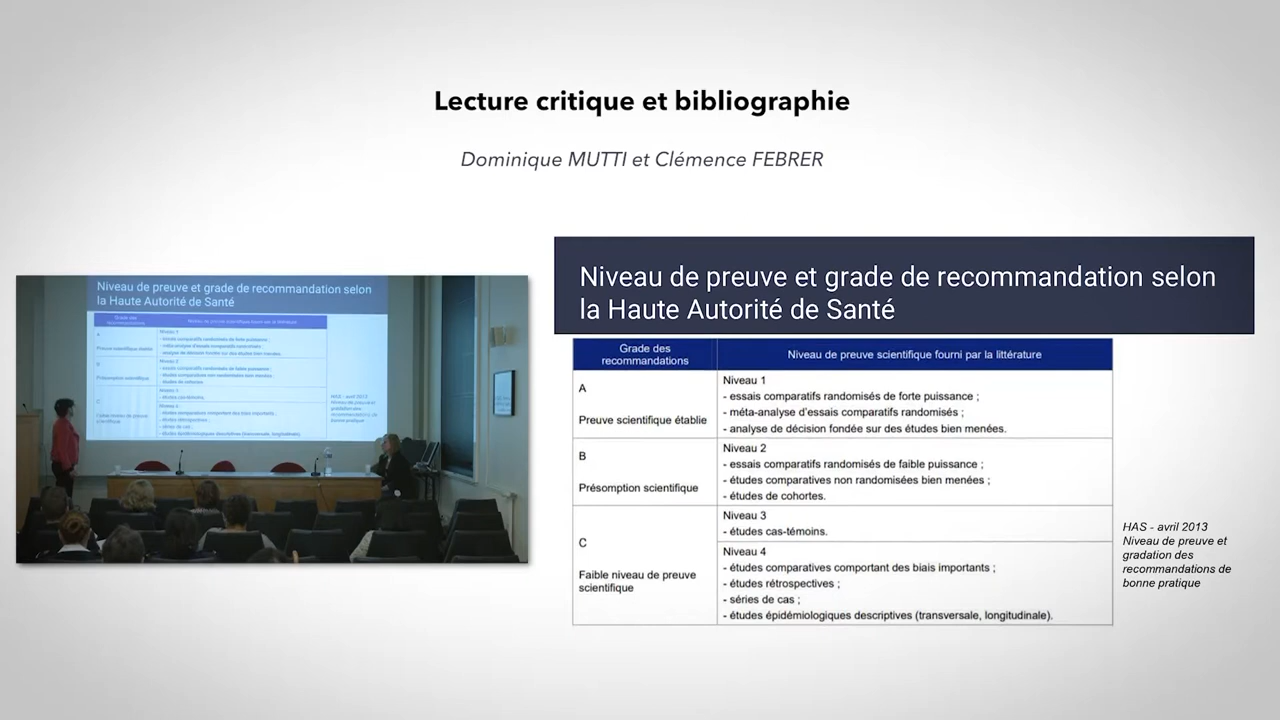 Lecture critique et bibliographie
Dominique MUTTI et Clémence FEBRER
Niveau de preuve et grade de recommandation selon
la Haute Autorité de Santé
Niveau de preuve et grade de recommandation selon
la Haute Autorité de Santé
Grade des
recommandations
Niveau de preuve scientifique fourni par la littérature
A
Preuve scientifique établie
Niveau 1
- essais comparatifs randomisés de forte puissance ;
- méta-analyse d'essais comparatifs randomisés ;
- analyse de décision fondée sur des études bien menées.
B
Présomption scientifique
Niveau 2
- essais comparatifs randomisés de faible puissance ;
- études comparatives non randomisées bien menées ;
- études de cohortes.
C
Faible niveau de preuve
scientifique
Niveau 3
- études cas-témoins.
Niveau 4
- études comparatives comportant des biais importants ;
- études rétrospectives ;
- séries de cas ;
- études épidémiologiques descriptives (transversale, longitudinale).
HAS - avril 2013
Niveau de preuve et
gradation des
recommandations de
bonne pratique